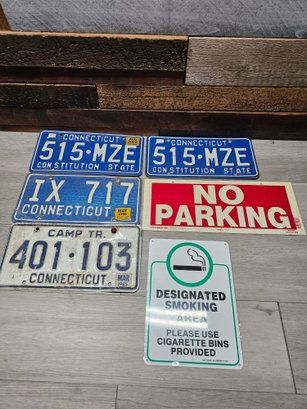 CONNECTICUT
515·MZE
CONSTITUTION STATE
CONNECTICUT
515·MZE
CONSTITUTION STATE
IX 717
CONNECTICUT
NO
PARKING
CAMP TR.
401 103
CONNECTICUT
MAR
DESIGNATED
SMOKING
AREA
PLEASE USE
CIGARETTE BINS
PROVIDED